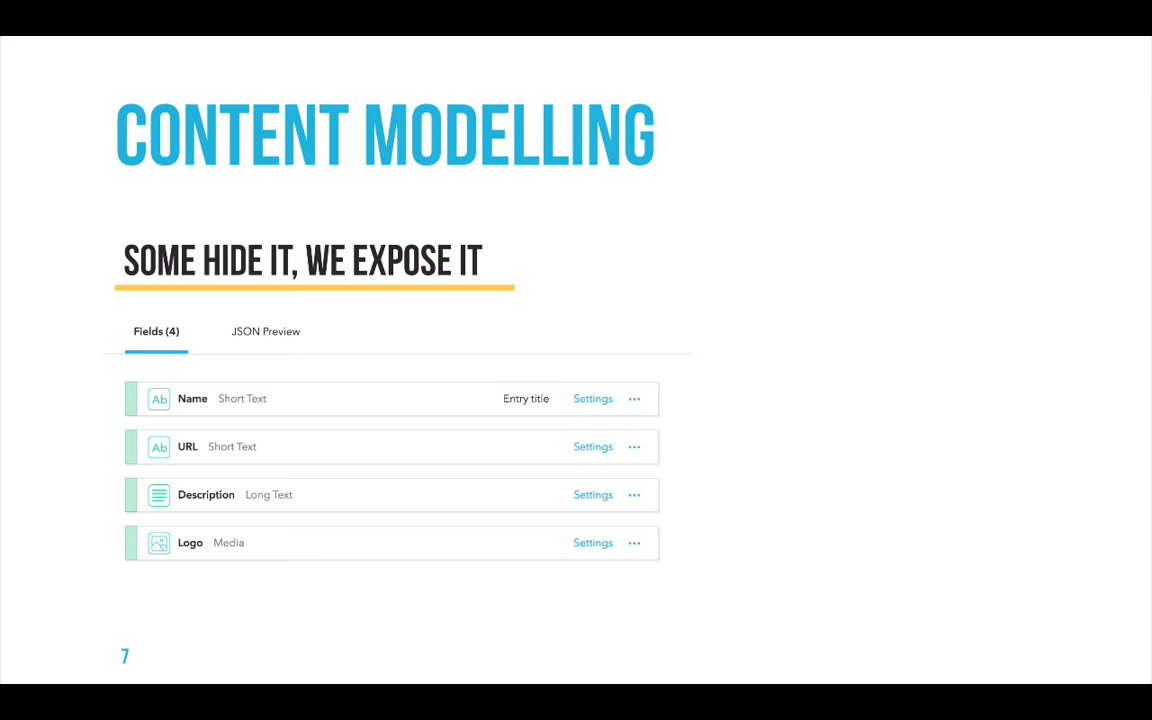 CONTENT MODELLING
SOME HIDE IT, WE EXPOSE IT
Fields (4) JSON Preview
Ab Name Short Text Entry title Settings ...
Ab URL Short Text Settings ...
Description Long Text Settings ...
Logo Media Settings ...
7